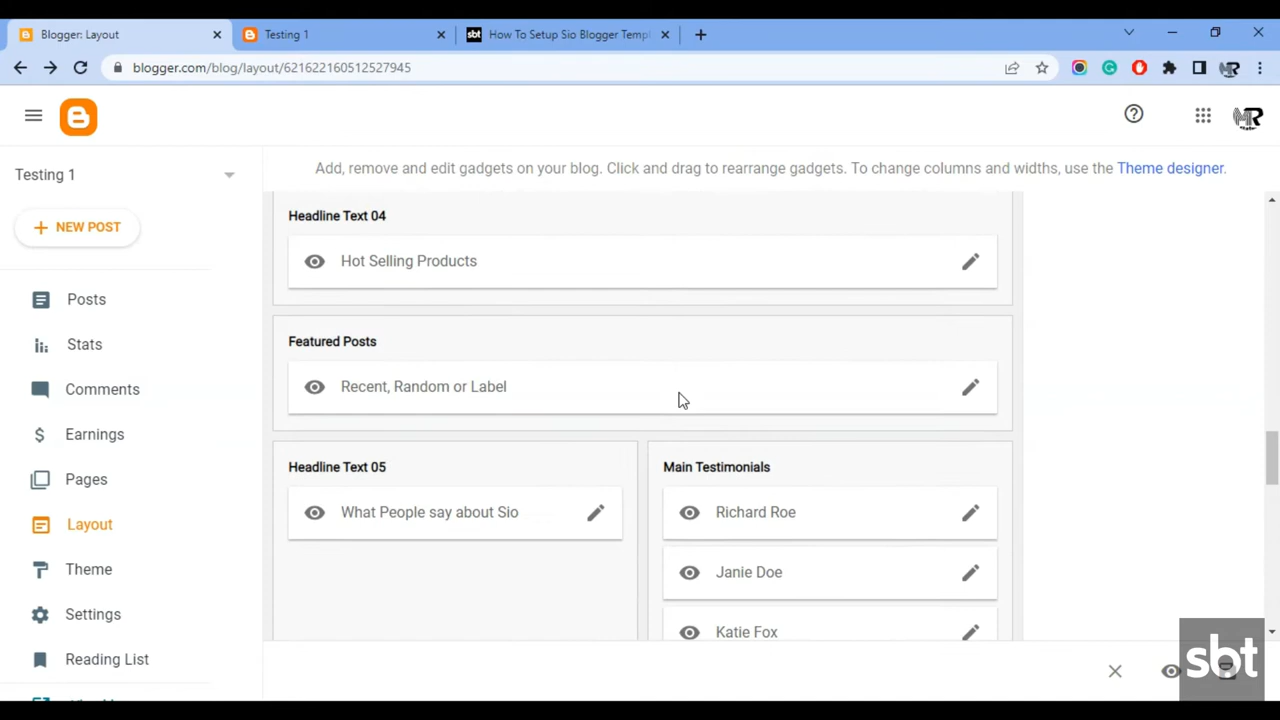 Blogger: Layout
Testing 1
How To Setup Sio Blogger Templ
blogger.com/blog/layout/621622160512527945
MR
Testing 1
Add, remove and edit gadgets on your blog. Click and drag to rearrange gadgets. To change columns and widths, use the Theme designer.
NEW POST
Posts
Stats
Comments
Earnings
Pages
Layout
Theme
Settings
Reading List
Headline Text 04
Hot Selling Products
Featured Posts
Recent, Random or Label
Headline Text 05
What People say about Sio
Main Testimonials
Richard Roe
Janie Doe
Katie Fox
sbt